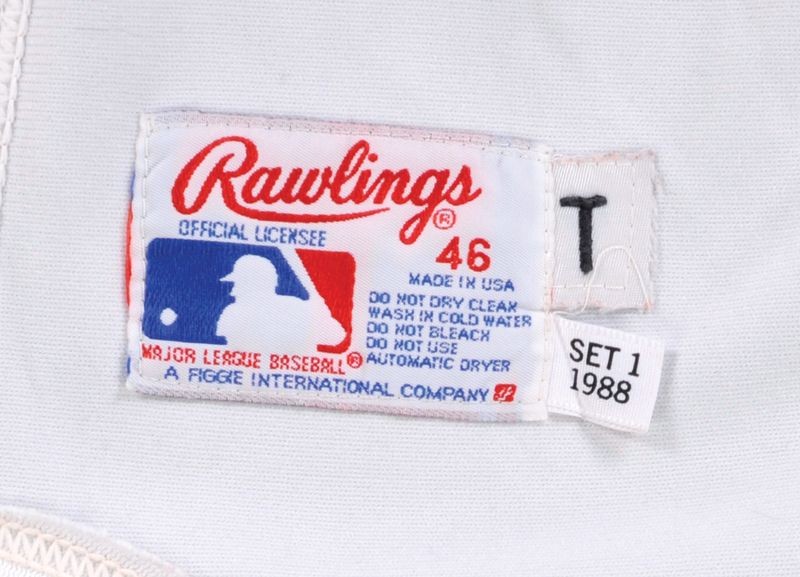 Rawlings®
OFFICIAL LICENSEE
46
MADE IN USA
DO NOT DRY CLEAN
WASH IN COLD WATER
DO NOT BLEACH
DO NOT USE
AUTOMATIC DRYER
MAJOR LEAGUE BASEBALL®
A FIGGIE INTERNATIONAL COMPANY
T
SET 1
1988